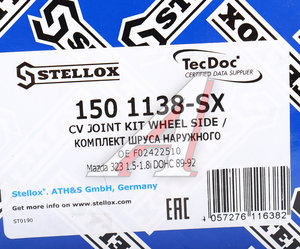 STELLOX
TecDoc
CERTIFIED DATA SUPPLIER
150 1138-SX
CV JOINT KIT WHEEL SIDE /
КОМПЛЕКТ ШРУСА НАРУЖНОГО
OE F02422510
Mazda 323 1.5-1.8i DOHC 89-92
Stellox® ATH&S GmbH, Germany
Get more info on www.stellox.com
ST0190
EAC
4 057276 116382